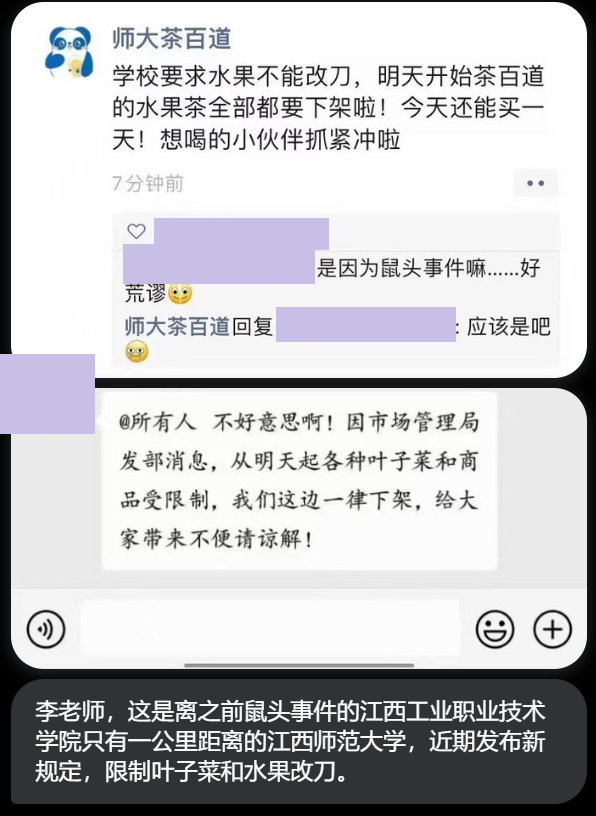 师大茶百道
学校要求水果不能改刀，明天开始茶百道
的水果茶全部都要下架啦！今天还能买一
天！想喝的小伙伴抓紧冲啦
7分钟前
是因为鼠头事件嘛……好
荒谬
师大茶百道回复 : 应该是吧
@所有人 不好意思啊！因市场管理局
发部消息，从明天起各种叶子菜和商
品受限制，我们这边一律下架，给大
家带来不便请谅解！
李老师，这是离之前鼠头事件的江西工业职业技术
学院只有一公里距离的江西师范大学，近期发布新
规定，限制叶子菜和水果改刀。